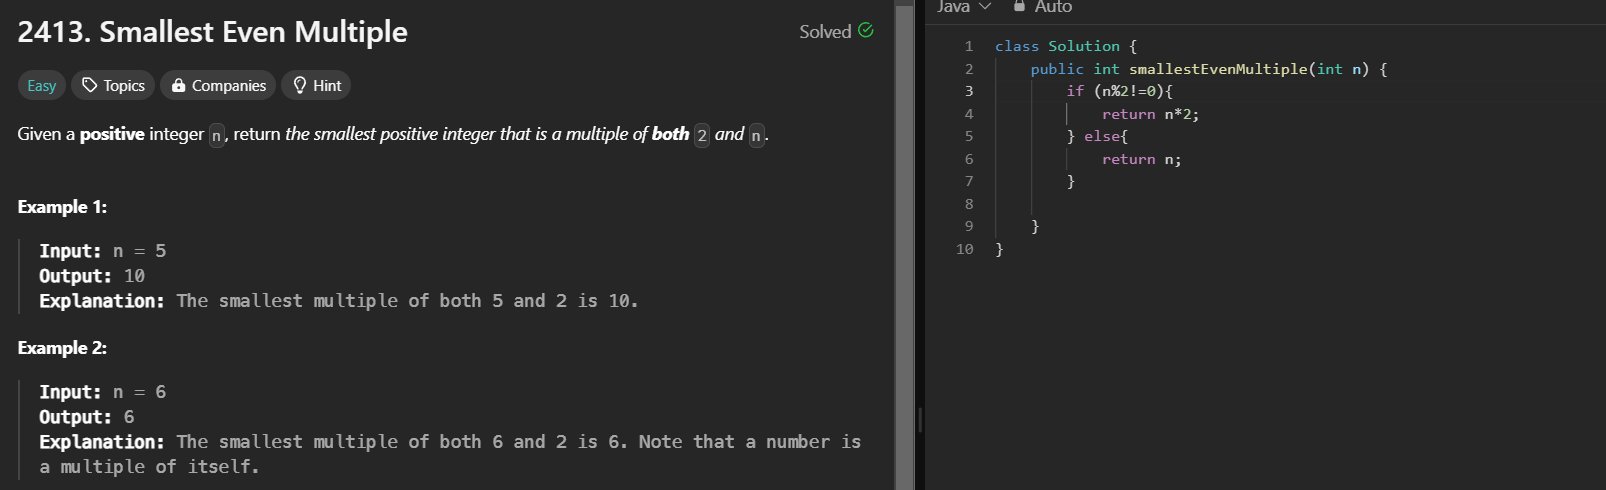 2413. Smallest Even Multiple
Solved
Easy Topics Companies Hint
Given a positive integer n, return the smallest positive integer that is a multiple of both 2 and n.
Example 1:
Input: n = 5
Output: 10
Explanation: The smallest multiple of both 5 and 2 is 10.
Example 2:
Input: n = 6
Output: 6
Explanation: The smallest multiple of both 6 and 2 is 6. Note that a number is
a multiple of itself.
Java Auto
1 class Solution {
2 public int smallestEvenMultiple(int n) {
3 if (n%2!=0){
4 return n*2;
5 } else{
6 return n;
7 }
8
9 }
10 }